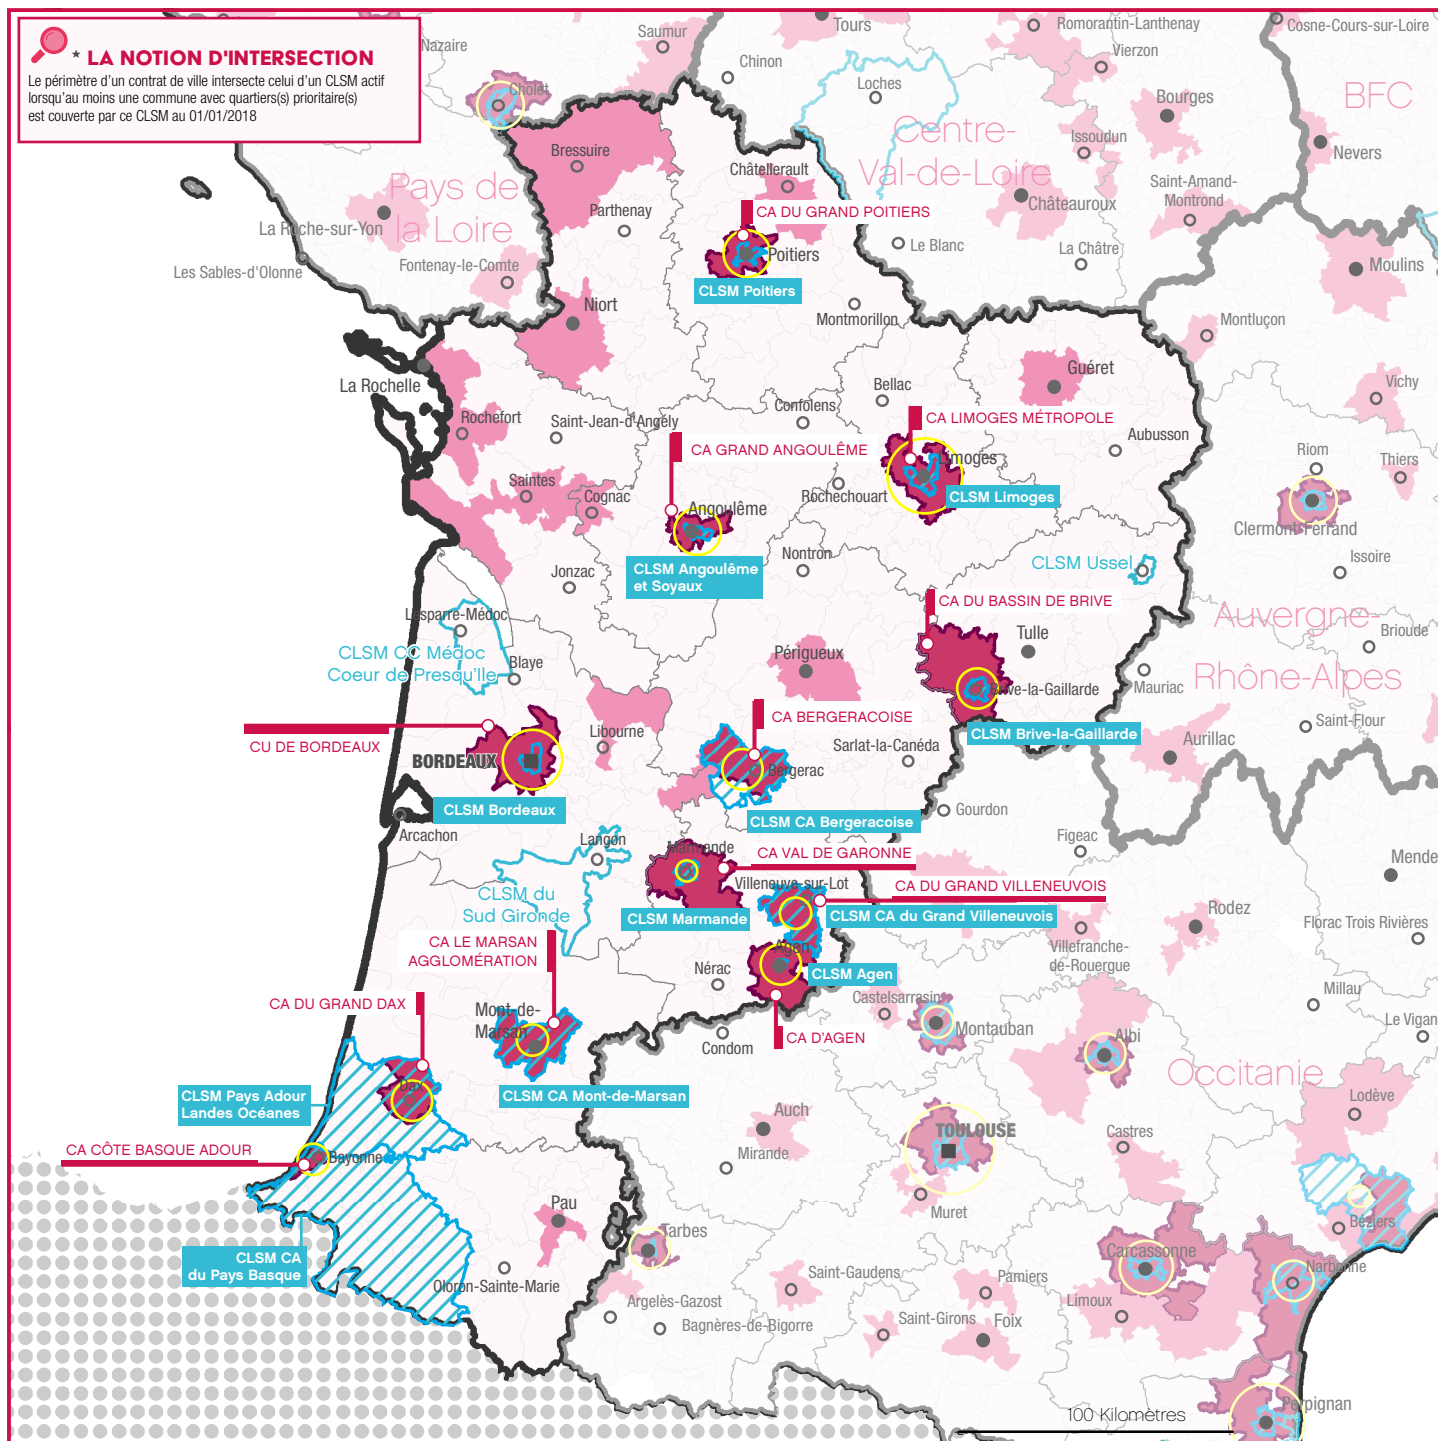 ★ LA NOTION D'INTERSECTION
Le périmètre d'un contrat de ville intersecte celui d'un CLSM actif
lorsqu'au moins une commune avec quartiers(s) prioritaire(s)
est couverte par ce CLSM au 01/01/2018
Nazaire
Saumur
Tours
Romorantin-Lanthenay
Cosne-Cours-sur-Loire
Chinon
Vierzon
Cholet
Loches
Bourges
BFC
Centre-
Val-de-Loire
Issoudun
Nevers
Bressuire
Châtellerault
Pays de
la Loire
Saint-Amand-
Montrond
Châteauroux
Parthenay
CA DU GRAND POITIERS
La Roche-sur-Yon
Le Blanc
La Châtre
Poitiers
Les Sables-d'Olonne
Fontenay-le-Comte
Moulins
CLSM Poitiers
Niort
Montmorillon
Montluçon
Guéret
La Rochelle
Bellac
Vichy
Confolens
Rochefort
Saint-Jean-d'Angély
CA LIMOGES MÉTROPOLE
Aubusson
CA GRAND ANGOULÊME
Limoges
Riom
Thiers
Saintes
Cognac
Rochechouart
CLSM Limoges
Angoulême
Clermont-Ferrand
Nontron
Issoire
CLSM Angoulême
et Soyaux
CLSM Ussel
Jonzac
CA DU BASSIN DE BRIVE
Lesparre-Médoc
Auvergne-
Rhône-Alpes
Tulle
Brioude
CLSM CC Médoc
Coeur de Presqu'lle
Blaye
Périgueux
Mauriac
Brive-la-Gaillarde
Saint-Flour
CA BERGERACOISE
CU DE BORDEAUX
Libourne
CLSM Brive-la-Gaillarde
Sarlat-la-Canéda
Aurillac
BORDEAUX
Bergerac
CLSM Bordeaux
CLSM CA Bergeracoise
Gourdon
Arcachon
Figeac
Langon
Marmande
CA VAL DE GARONNE
Mende
Villeneuve-sur-Lot
CA DU GRAND VILLENEUVOIS
CLSM du
Sud Gironde
CLSM Marmande
CLSM CA du Grand Villeneuvois
Rodez
Florac Trois Rivières
CA LE MARSAN
AGGLOMÉRATION
Agen
Villefranche-
de-Rouergue
Nérac
CLSM Agen
CA DU GRAND DAX
Castelsarrasin
Millau
Mont-de-
Marsan
Montauban
Le Vigan
Condom
CA D'AGEN
Albi
Occitanie
Dax
CLSM Pays Adour
Landes Océanes
CLSM CA Mont-de-Marsan
Lodève
Auch
TOULOUSE
Castres
CA CÔTE BASQUE ADOUR
Bayonne
Mirande
Pau
Muret
Béziers
Tarbes
CLSM CA
du Pays Basque
Carcassonne
Narbonne
Oloron-Sainte-Marie
Saint-Gaudens
Pamiers
Argelès-Gazost
Limoux
Bagnères-de-Bigorre
Saint-Girons
Foix
Perpignan
100 Kilomètres